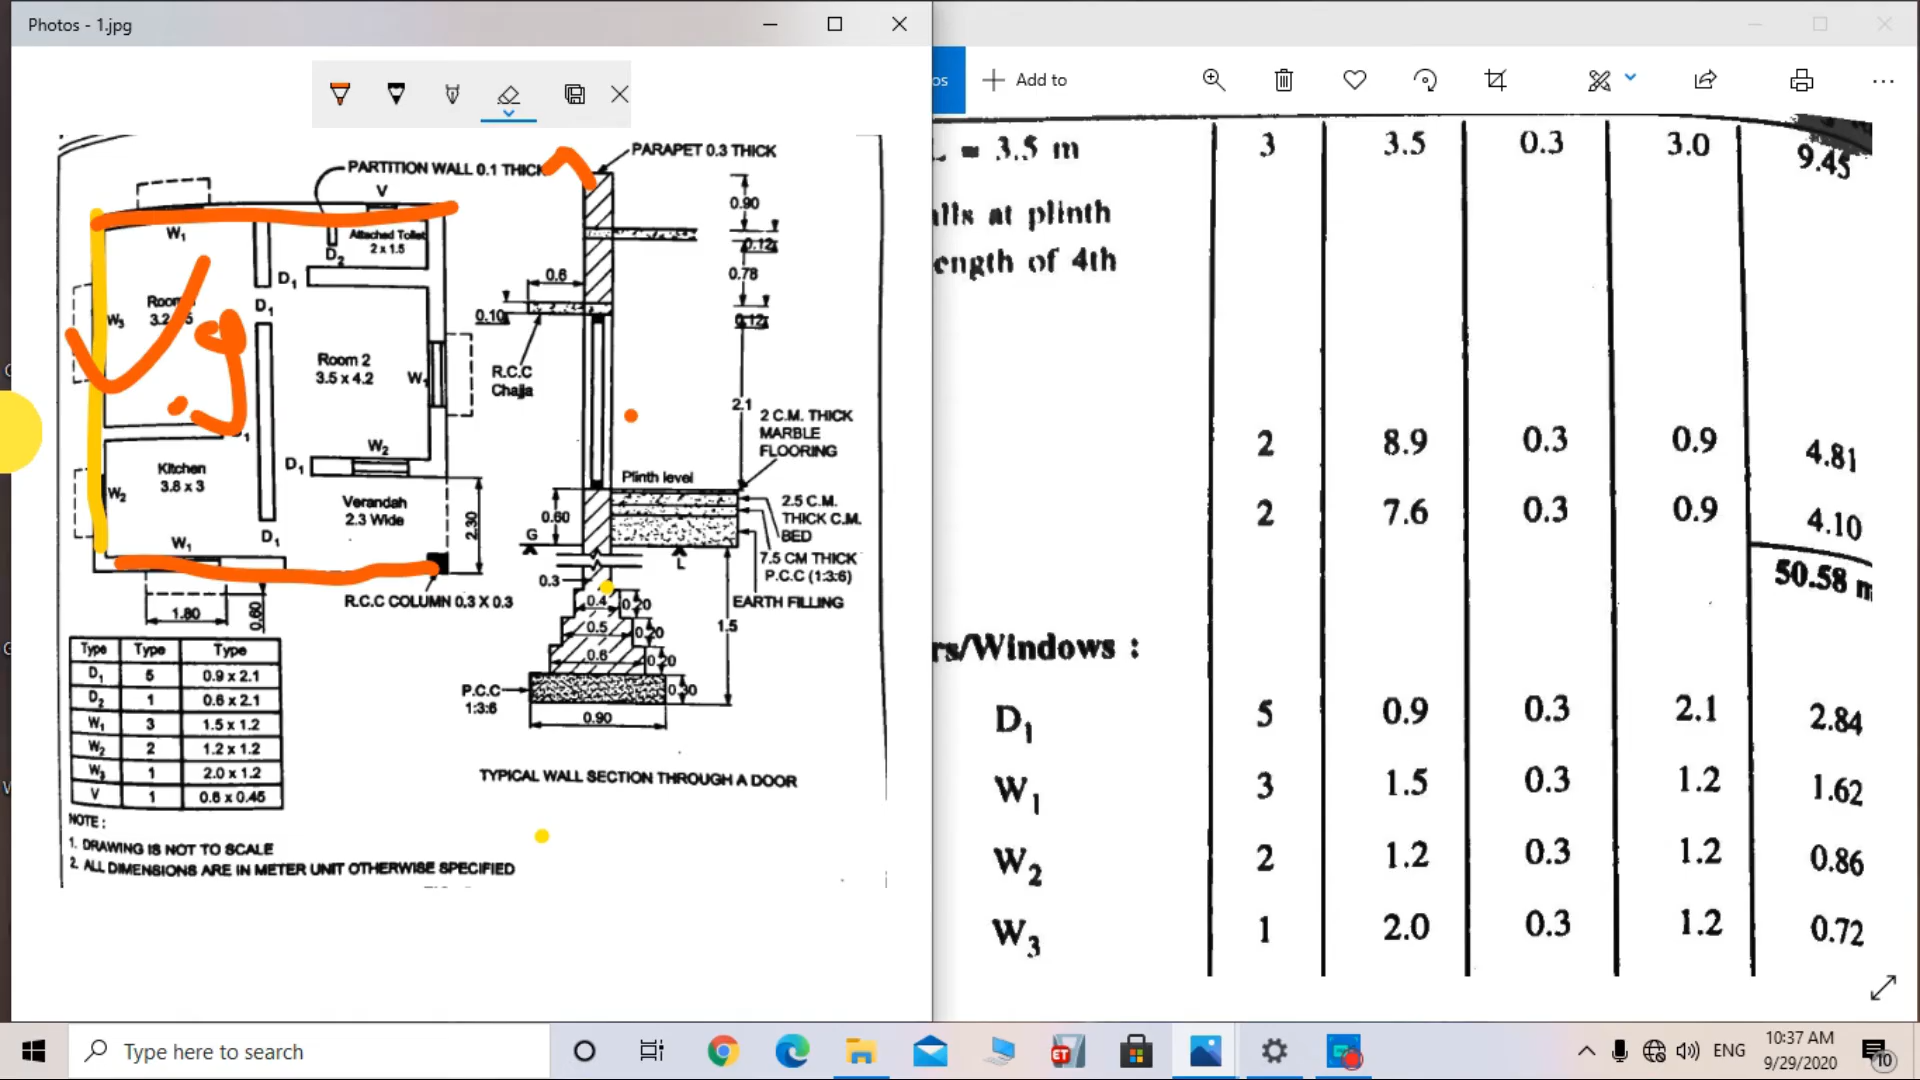 Photos - 1.jpg
Add to
PARTITION WALL 0.1 THICK
PARAPET 0.3 THICK
V
W1
Attached Toilet
2 x 1.5
D2
D1
D1
Room
W3
3.2
5
Room 2
3.5 x 4.2
W1
Kitchen
3.8 x 3
W2
D1
W2
Verandah
2.3 Wide
W1
D1
2.30
R.C.C COLUMN 0.3 X 0.3
1.80
0.60
0.90
0.12
0.78
0.12
0.6
0.10
R.C.C
Chajja
2.1
2 C.M. THICK
MARBLE
FLOORING
Plinth level
2.5 C.M.
THICK C.M.
BED
0.60
G
L
7.5 CM THICK
P.C.C (1:3:6)
EARTH FILLING
0.3
0.4
0.20
0.5
0.20
0.6
0.20
1.5
P.C.C
1:3:6
0.30
0.90
TYPICAL WALL SECTION THROUGH A DOOR
Type Type Type
D1 5 0.9 x 2.1
D2 1 0.6 x 2.1
W1 3 1.5 x 1.2
W2 2 1.2 x 1.2
W3 1 2.0 x 1.2
V 1 0.6 x 0.45
NOTE :
1. DRAWING IS NOT TO SCALE
2. ALL DIMENSIONS ARE IN METER UNIT OTHERWISE SPECIFIED
= 3.5 m 3 3.5 0.3 3.0 9.45
alls at plinth
ength of 4th
2 8.9 0.3 0.9 4.81
2 7.6 0.3 0.9 4.10
50.58 m
rs/Windows :
D1 5 0.9 0.3 2.1 2.84
W1 3 1.5 0.3 1.2 1.62
W2 2 1.2 0.3 1.2 0.86
W3 1 2.0 0.3 1.2 0.72
Type here to search
ENG
10:37 AM
9/29/2020
10